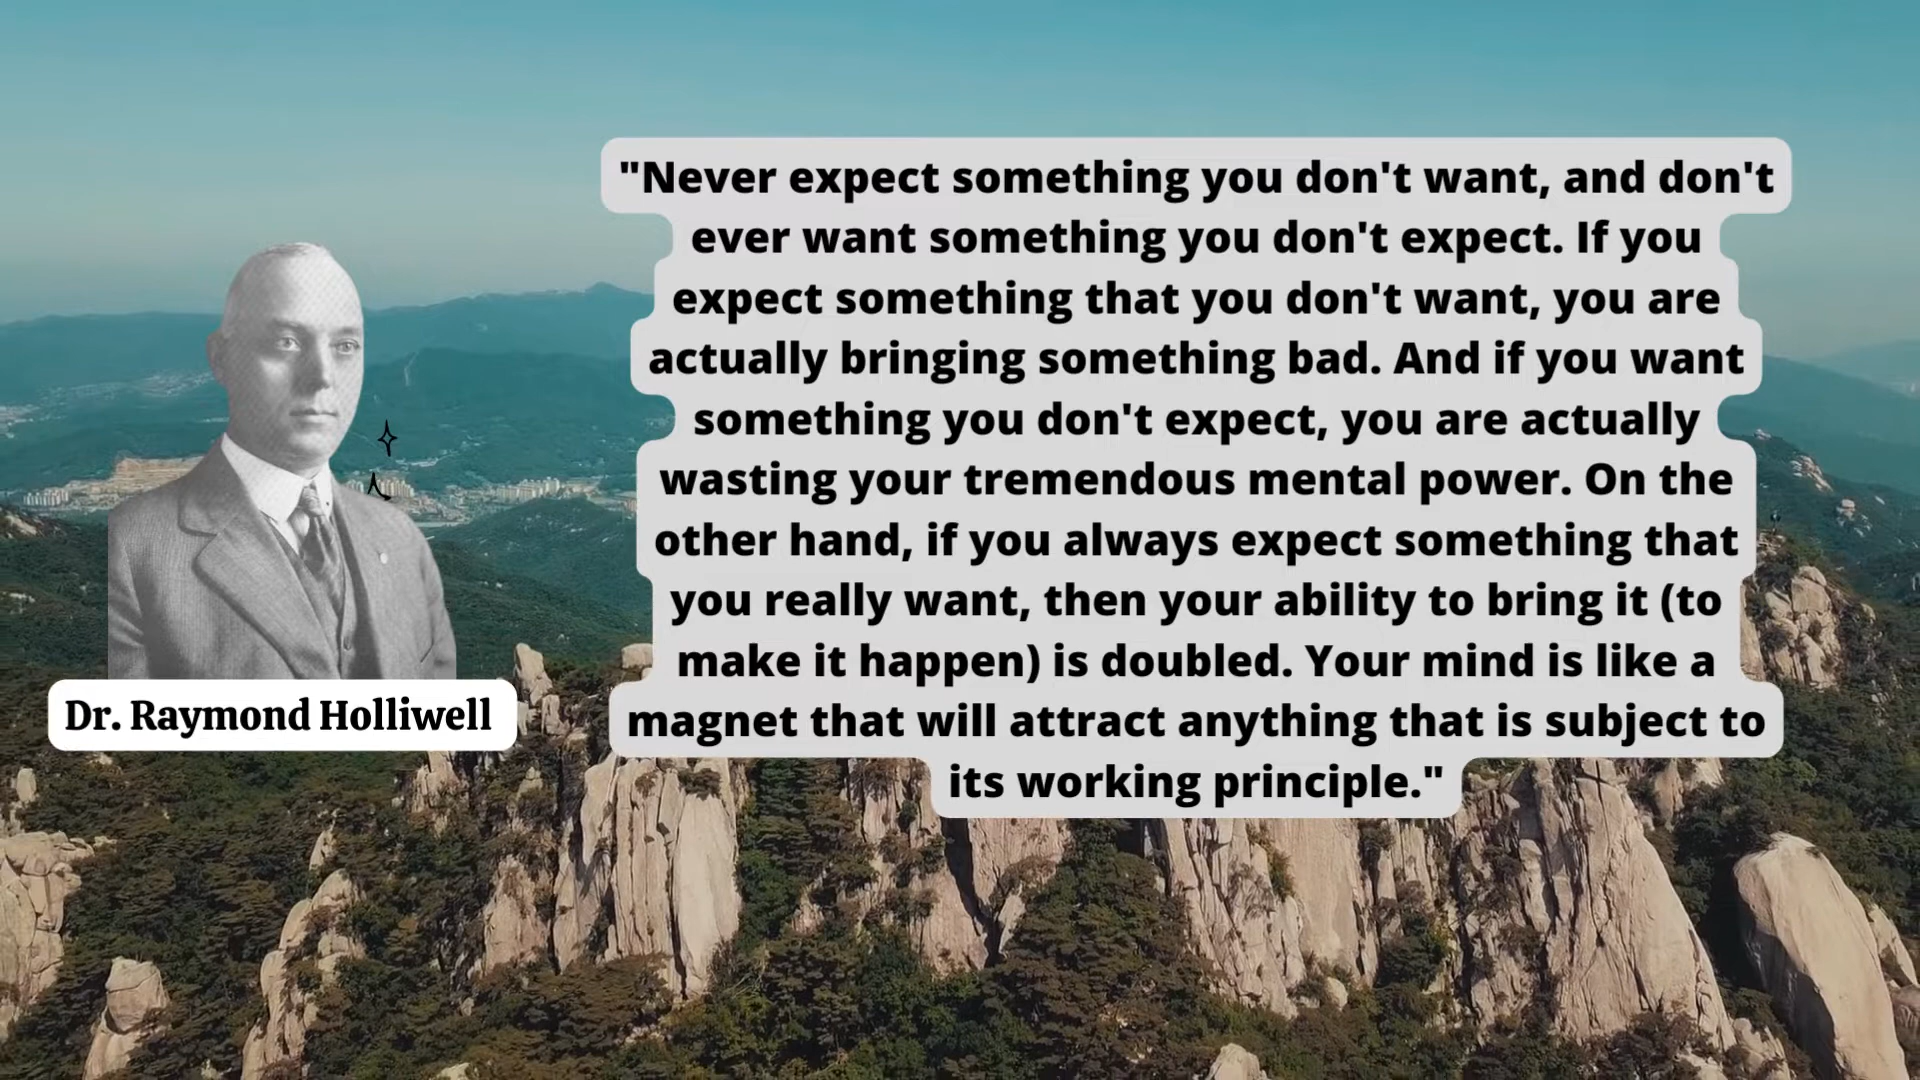 "Never expect something you don't want, and don't
ever want something you don't expect. If you
expect something that you don't want, you are
actually bringing something bad. And if you want
something you don't expect, you are actually
wasting your tremendous mental power. On the
other hand, if you always expect something that
you really want, then your ability to bring it (to
make it happen) is doubled. Your mind is like a
magnet that will attract anything that is subject to
its working principle."
Dr. Raymond Holliwell